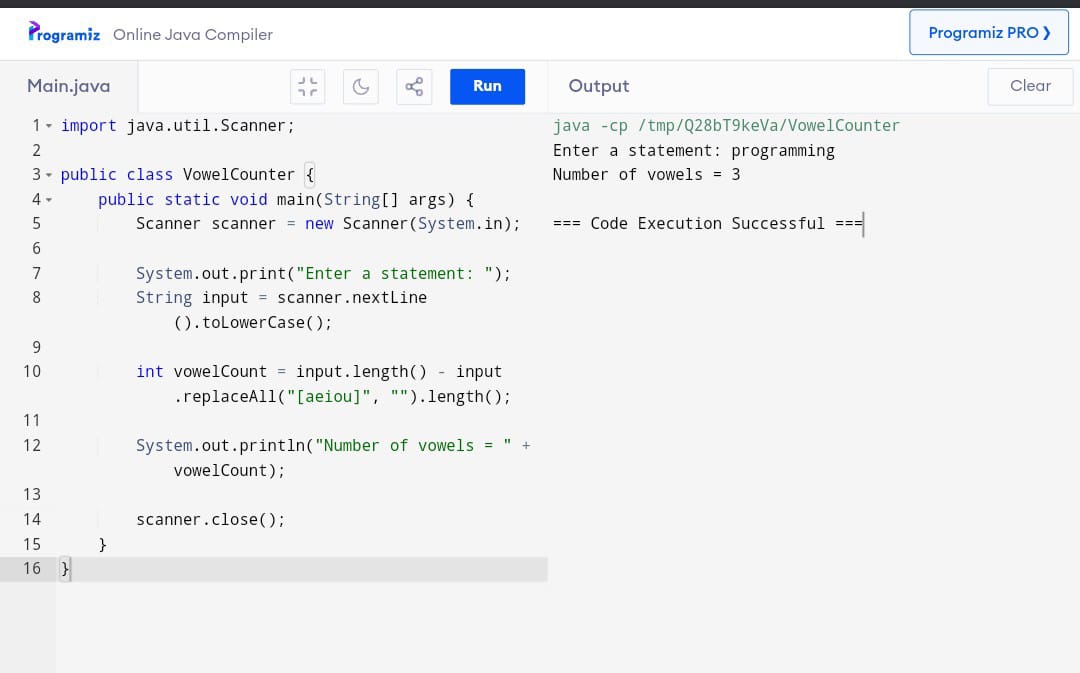 Programiz Online Java Compiler
Programiz PRO ❯
Main.java
Run
Output
Clear
1 import java.util.Scanner;
2
3 public class VowelCounter {
4 public static void main(String[] args) {
5 Scanner scanner = new Scanner(System.in);
6
7 System.out.print("Enter a statement: ");
8 String input = scanner.nextLine
().toLowerCase();
9
10 int vowelCount = input.length() - input
.replaceAll("[aeiou]", "").length();
11
12 System.out.println("Number of vowels = " +
vowelCount);
13
14 scanner.close();
15 }
16 }
java -cp /tmp/Q28bT9keVa/VowelCounter
Enter a statement: programming
Number of vowels = 3
=== Code Execution Successful ===